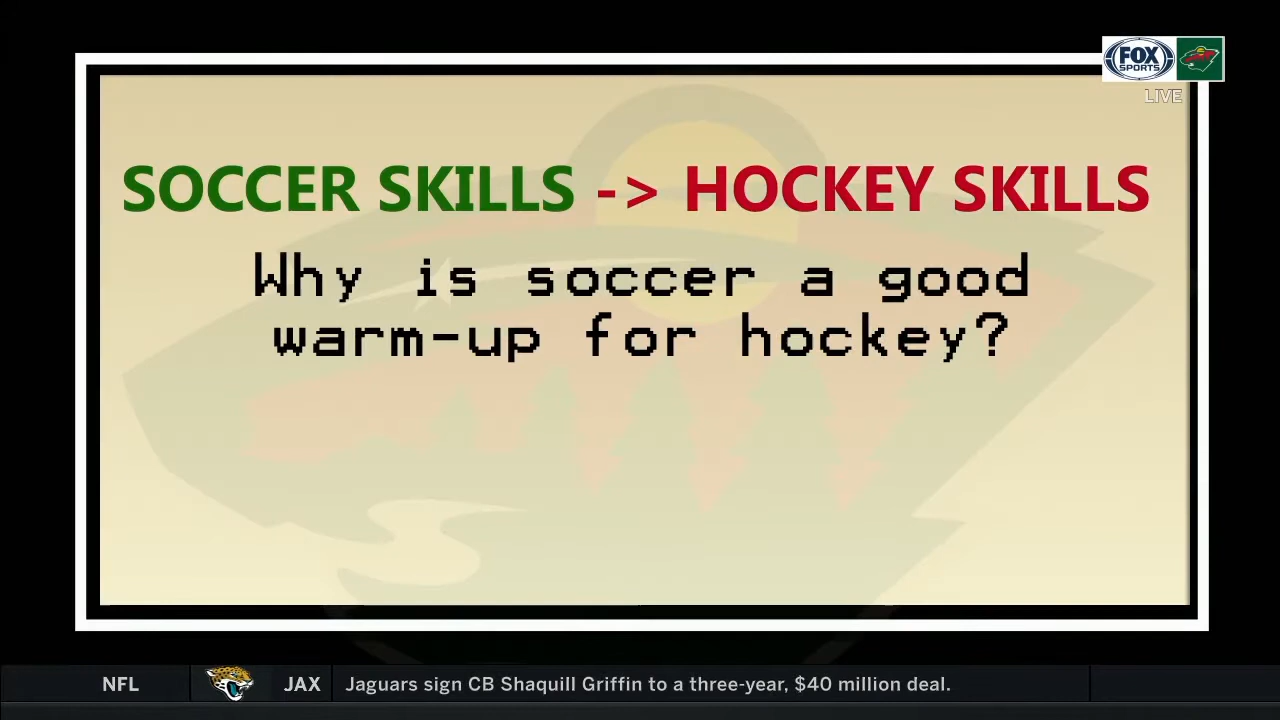 FOX
SPORTS
LIVE
SOCCER SKILLS -> HOCKEY SKILLS
Why is soccer a good
warm-up for hockey?
NFL JAX Jaguars sign CB Shaquill Griffin to a three-year, $40 million deal.